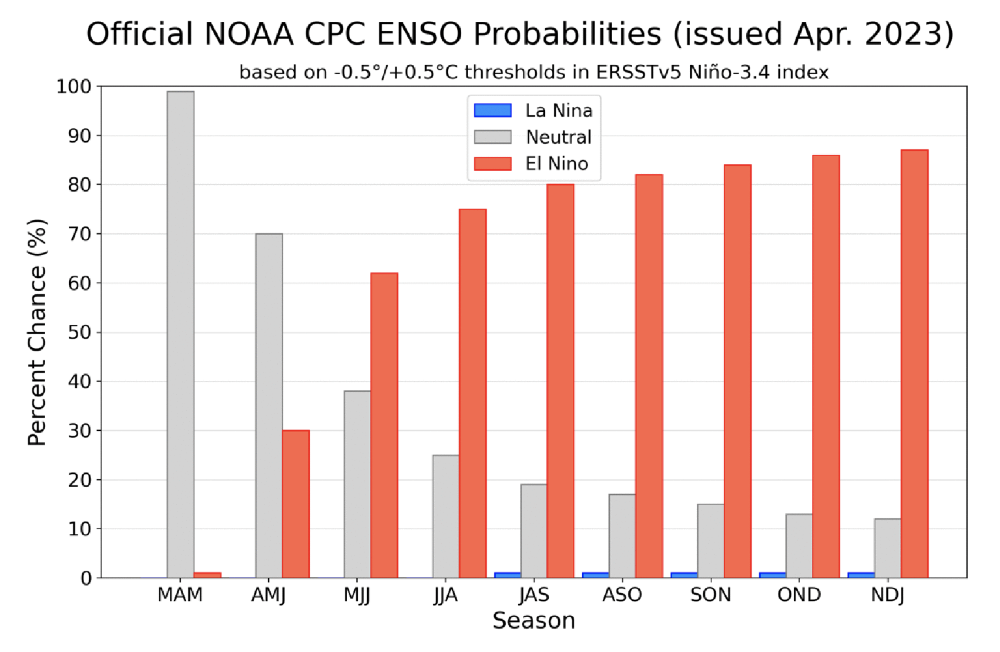 Official NOAA CPC ENSO Probabilities (issued Apr. 2023)
based on -0.5°/+0.5°C thresholds in ERSSTv5 Niño-3.4 index
La Nina
Neutral
El Nino
Percent Chance (%)
100
90
80
70
60
50
40
30
20
10
0
MAM AMJ MJJ JJA JAS ASO SON OND NDJ
Season